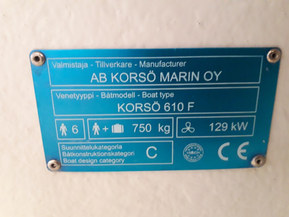 Valmistaja - Tillverkare - Manufacturer
AB KORSÖ MARIN OY
Venetyyppi - Båtmodell - Boat type
KORSÖ 610 F
6 + 750 kg 129 kW
Suunnittelukategoria
Båtkonstruktionskategori
Boat design category
C CE